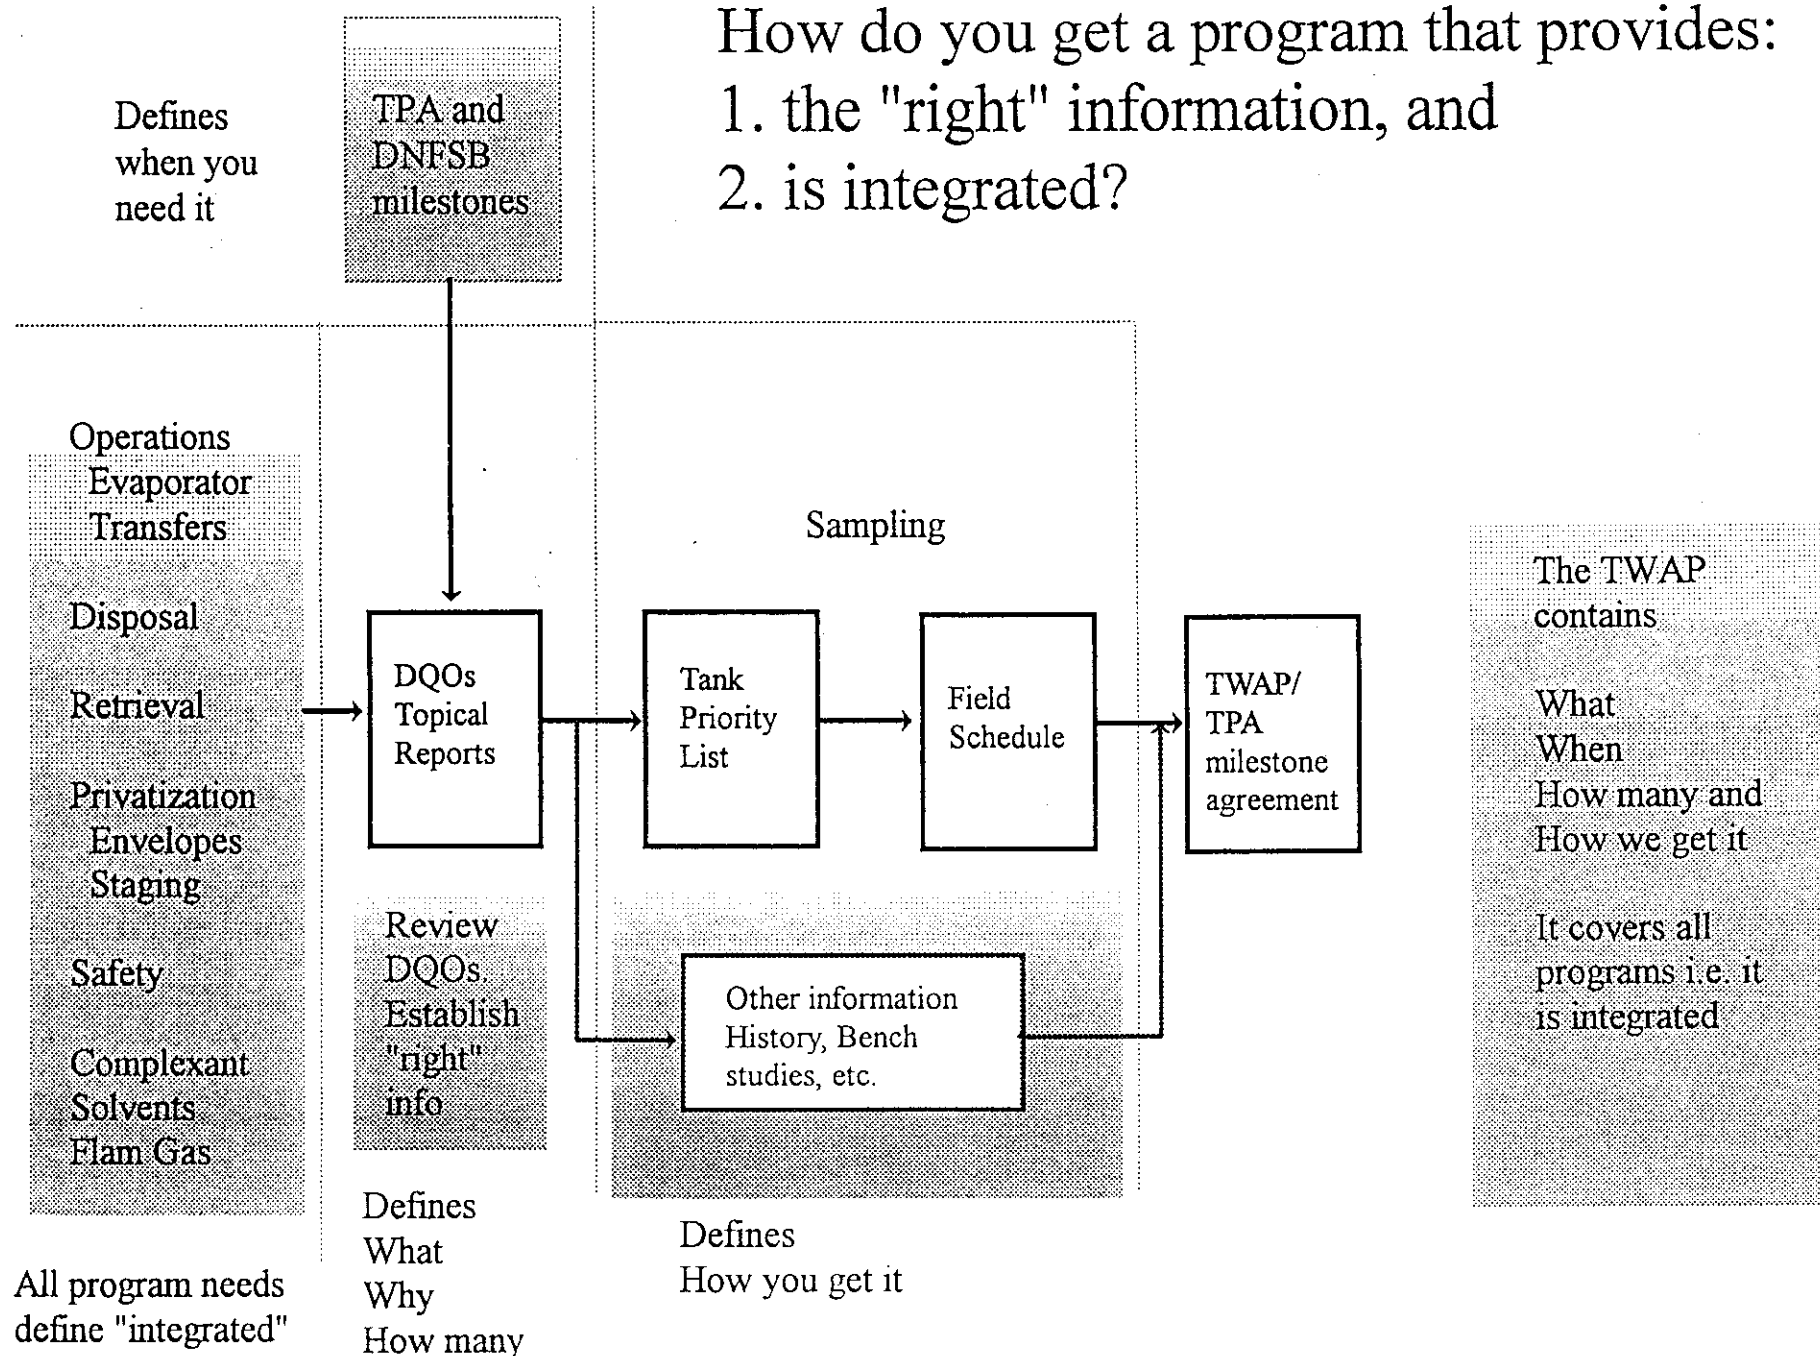 How do you get a program that provides:
1. the "right" information, and
2. is integrated?
Defines
when you
need it
TPA and
DNFSB
milestones
Operations
Evaporator
Transfers
Disposal
Retrieval
Privatization
Envelopes
Staging
Safety
Complexant
Solvents
Flam Gas
All program needs
define "integrated"
DQOs
Topical
Reports
Review
DQOs.
Establish
"right"
info
Defines
What
Why
How many
Sampling
Tank
Priority
List
Field
Schedule
Other information
History, Bench
studies, etc.
Defines
How you get it
TWAP/
TPA
milestone
agreement
The TWAP
contains
What
When
How many and
How we get it
It covers all
programs i.e. it
is integrated